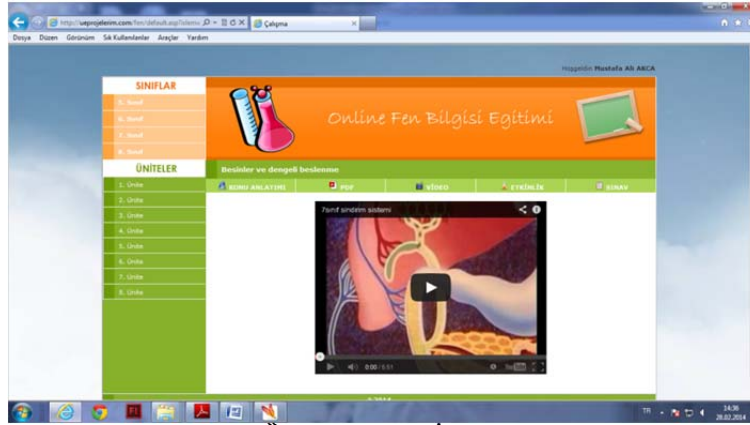 http://ueprojelerim.com/fen/default.asp?islem=
Çalışma
Dosya Düzen Görünüm Sık Kullanılanlar Araçlar Yardım
Hoşgeldin Mustafa Ali AKCA
SINIFLAR
5. Sınıf
6. Sınıf
7. Sınıf
8. Sınıf
Online Fen Bilgisi Egitimi
ÜNİTELER
Besinler ve dengeli beslenme
KONU ANLATIMI PDF VİDEO ETKİNLİK SINAV
1. Ünite
2. Ünite
3. Ünite
4. Ünite
5. Ünite
6. Ünite
7. Ünite
8. Ünite
7sınıf sindirim sistemi
0:00 / 5:51
© 2014
TR
14:36
28.02.2014